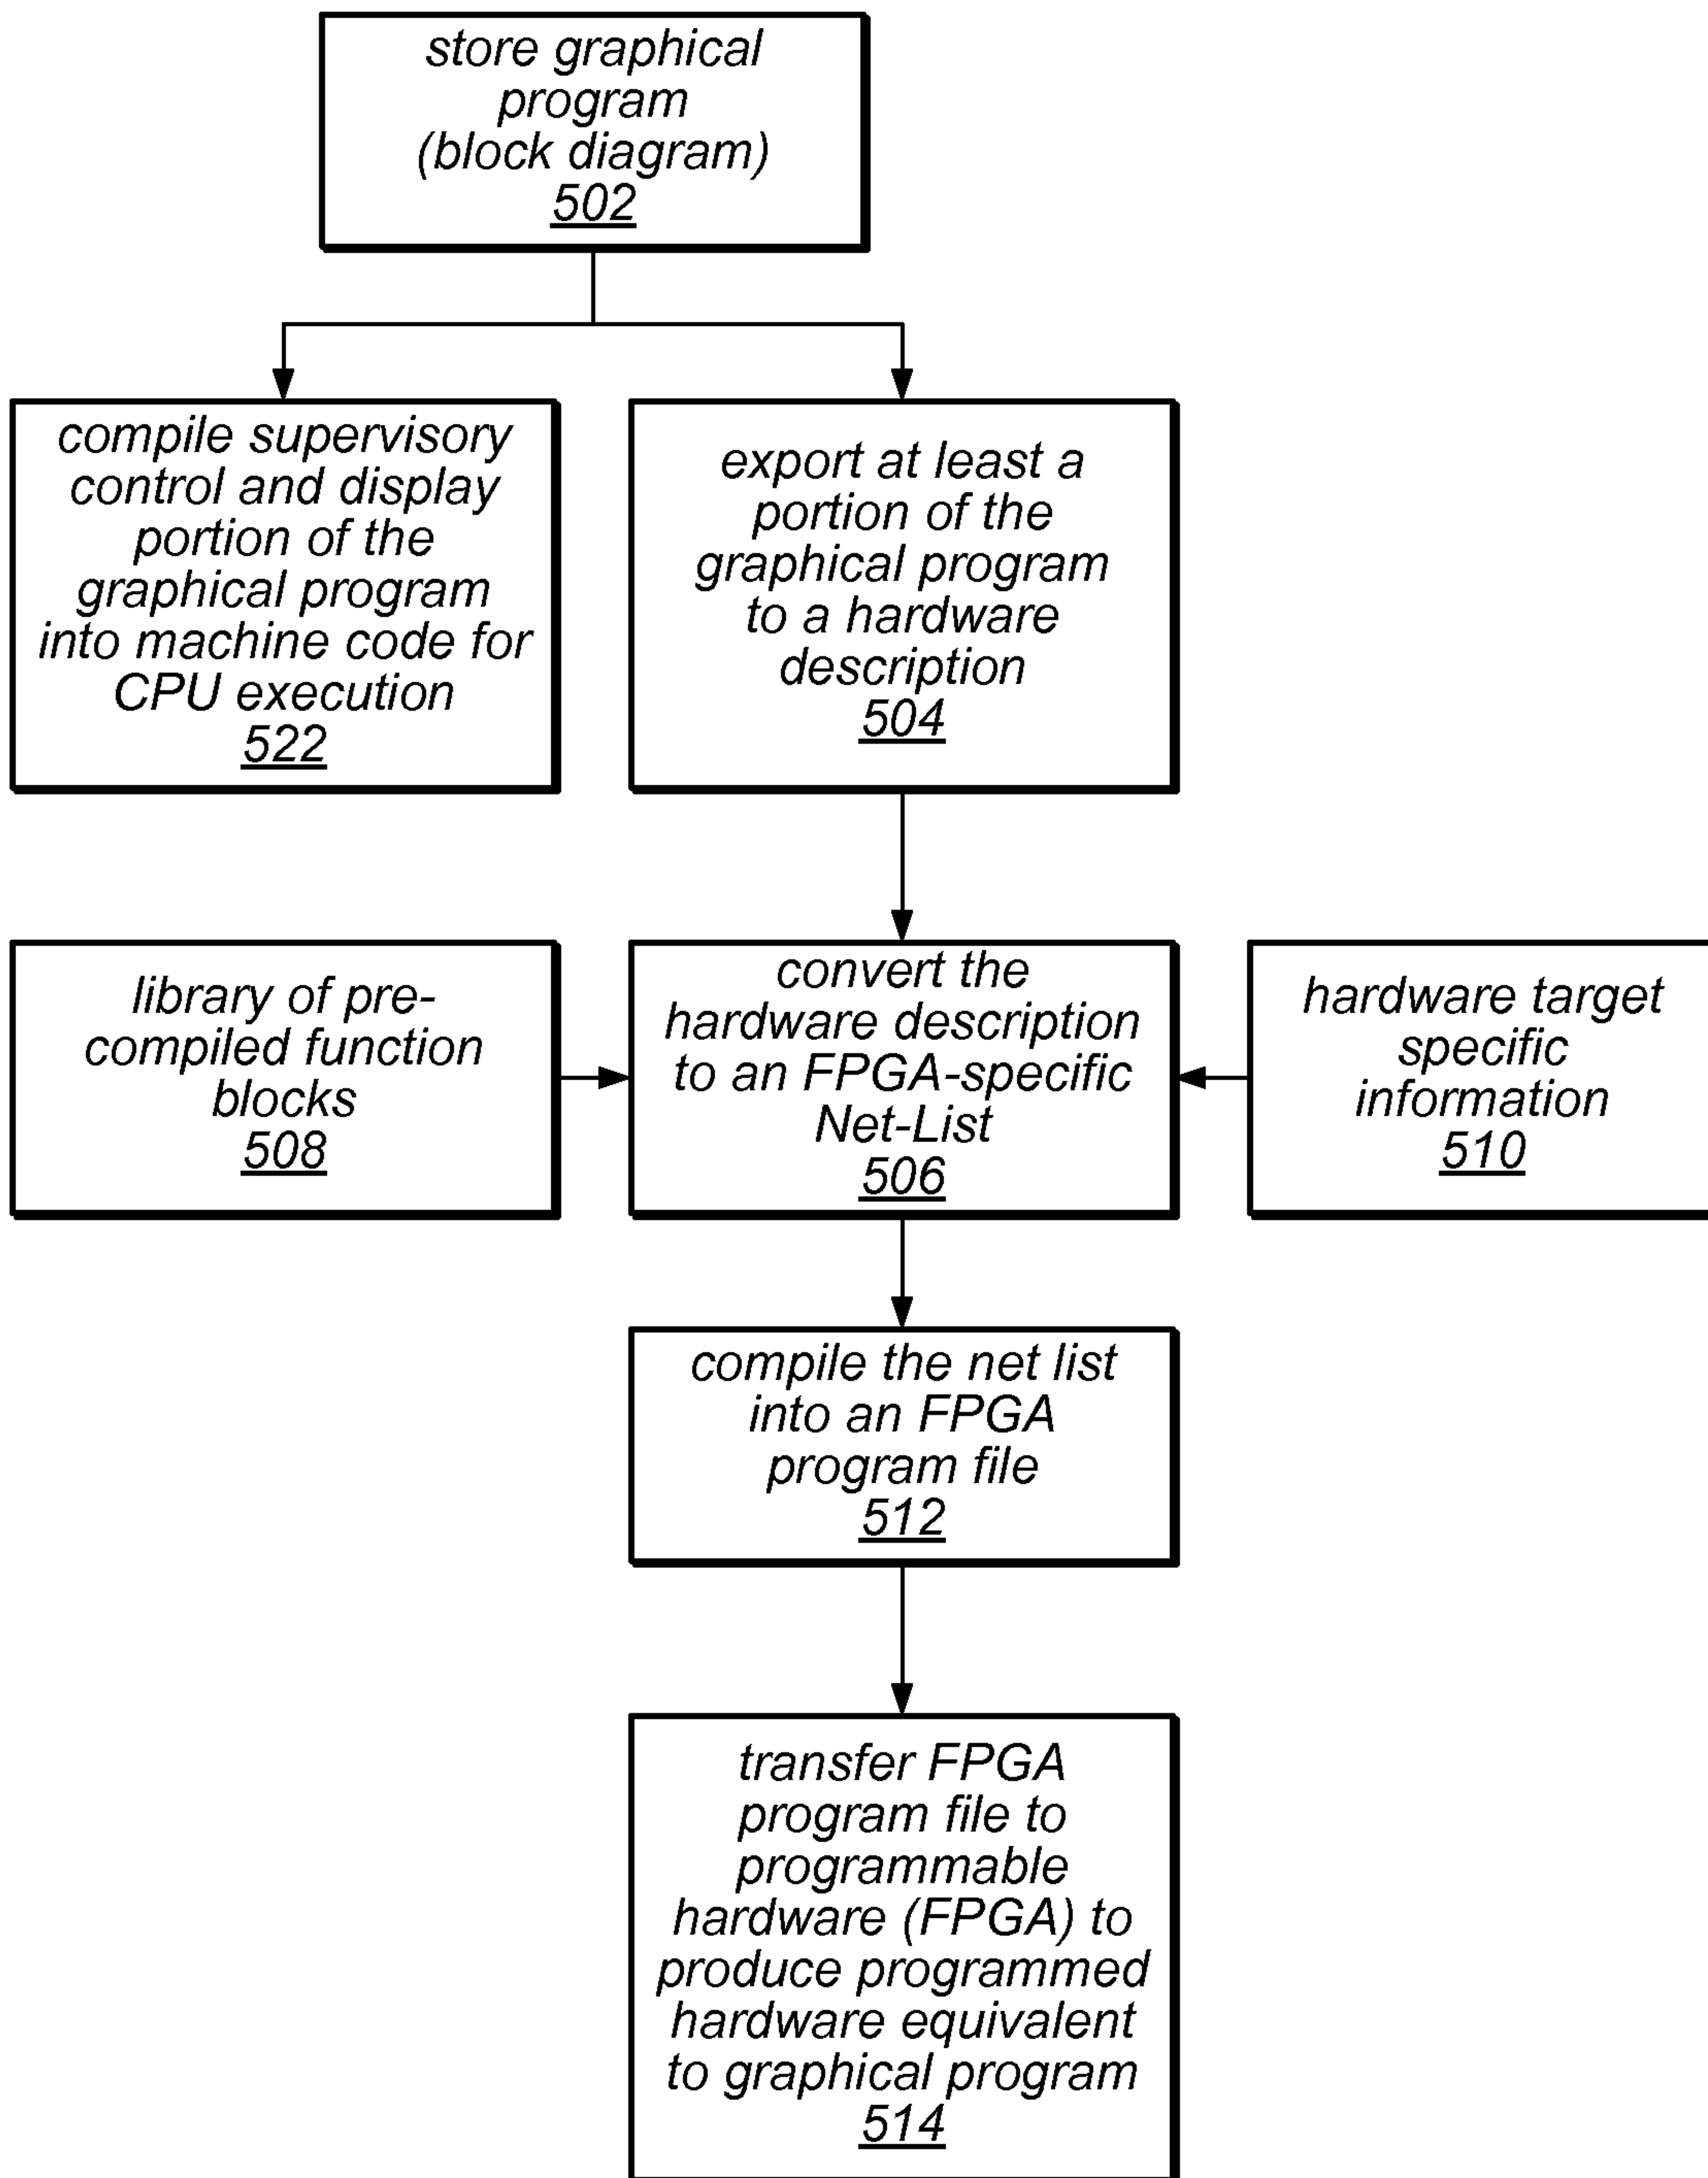 store graphical
program
(block diagram)
502
compile supervisory
control and display
portion of the
graphical program
into machine code for
CPU execution
522
export at least a
portion of the
graphical program
to a hardware
description
504
library of pre-
compiled function
blocks
508
convert the
hardware description
to an FPGA-specific
Net-List
506
hardware target
specific
information
510
compile the net list
into an FPGA
program file
512
transfer FPGA
program file to
programmable
hardware (FPGA) to
produce programmed
hardware equivalent
to graphical program
514